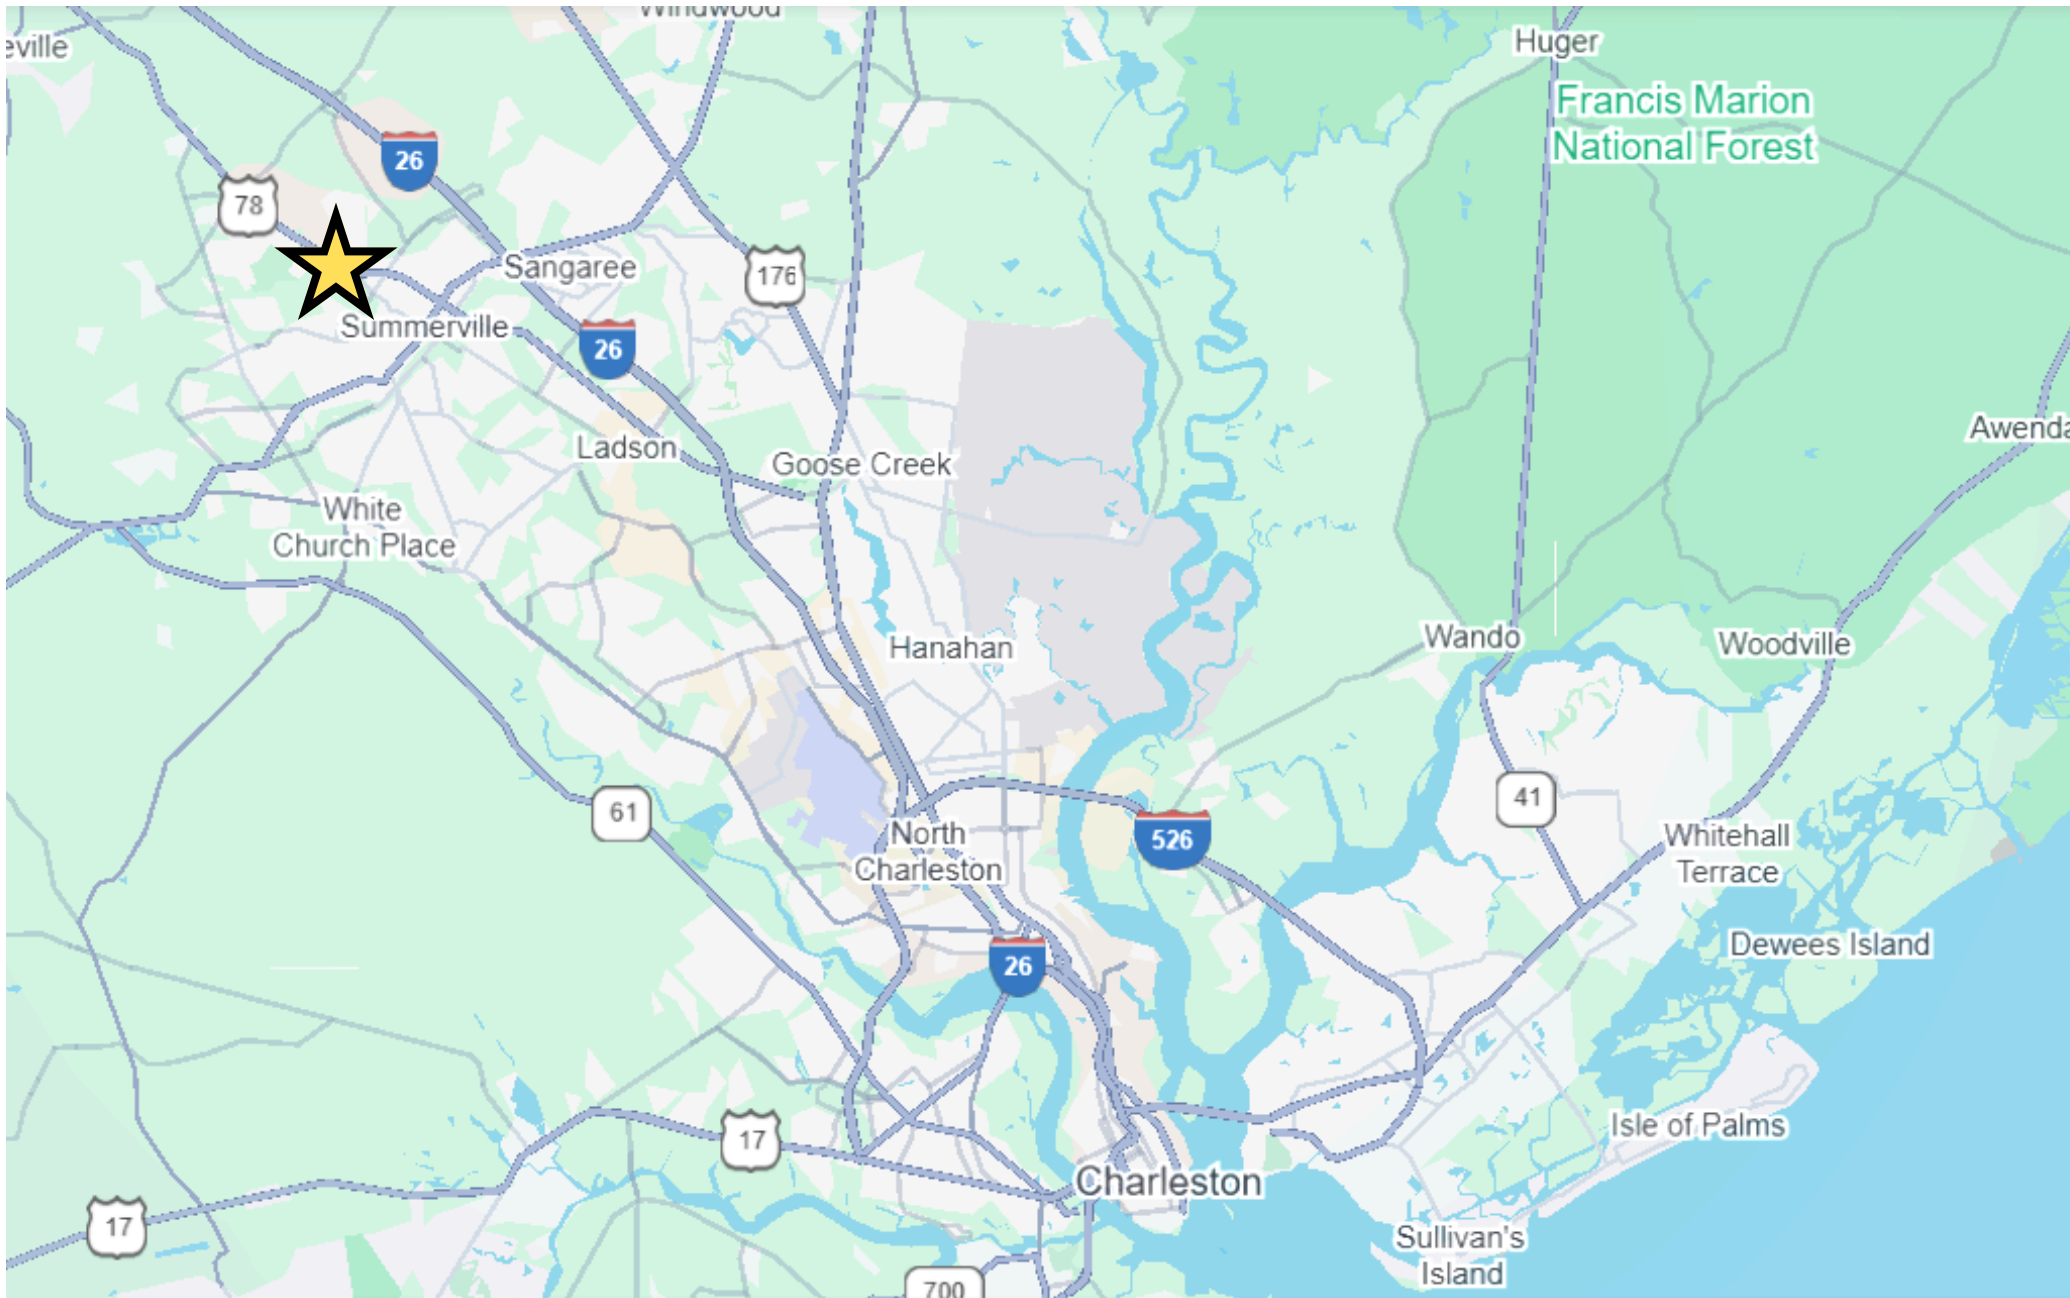 Windwood
eville
Huger
Francis Marion
National Forest
26
78
Sangaree
176
Summerville
26
Awenda
Ladson
Goose Creek
White
Church Place
Hanahan
Wando
Woodville
61
41
526
North
Charleston
Whitehall
Terrace
Dewees Island
26
Isle of Palms
17
Charleston
17
Sullivan's
Island
700